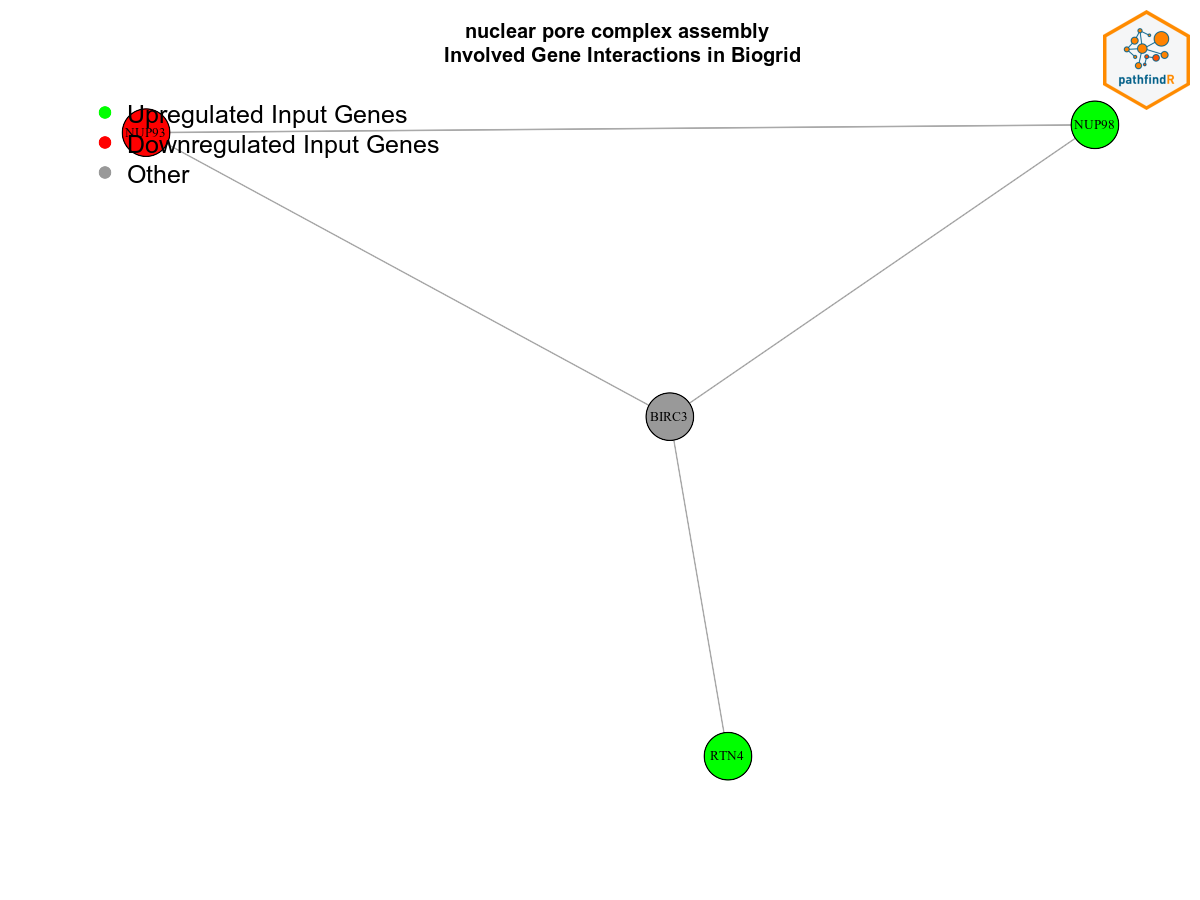 nuclear pore complex assembly
Involved Gene Interactions in Biogrid
pathfindR
Upregulated Input Genes
NUP93
Downregulated Input Genes
Other
NUP98
BIRC3
RTN4